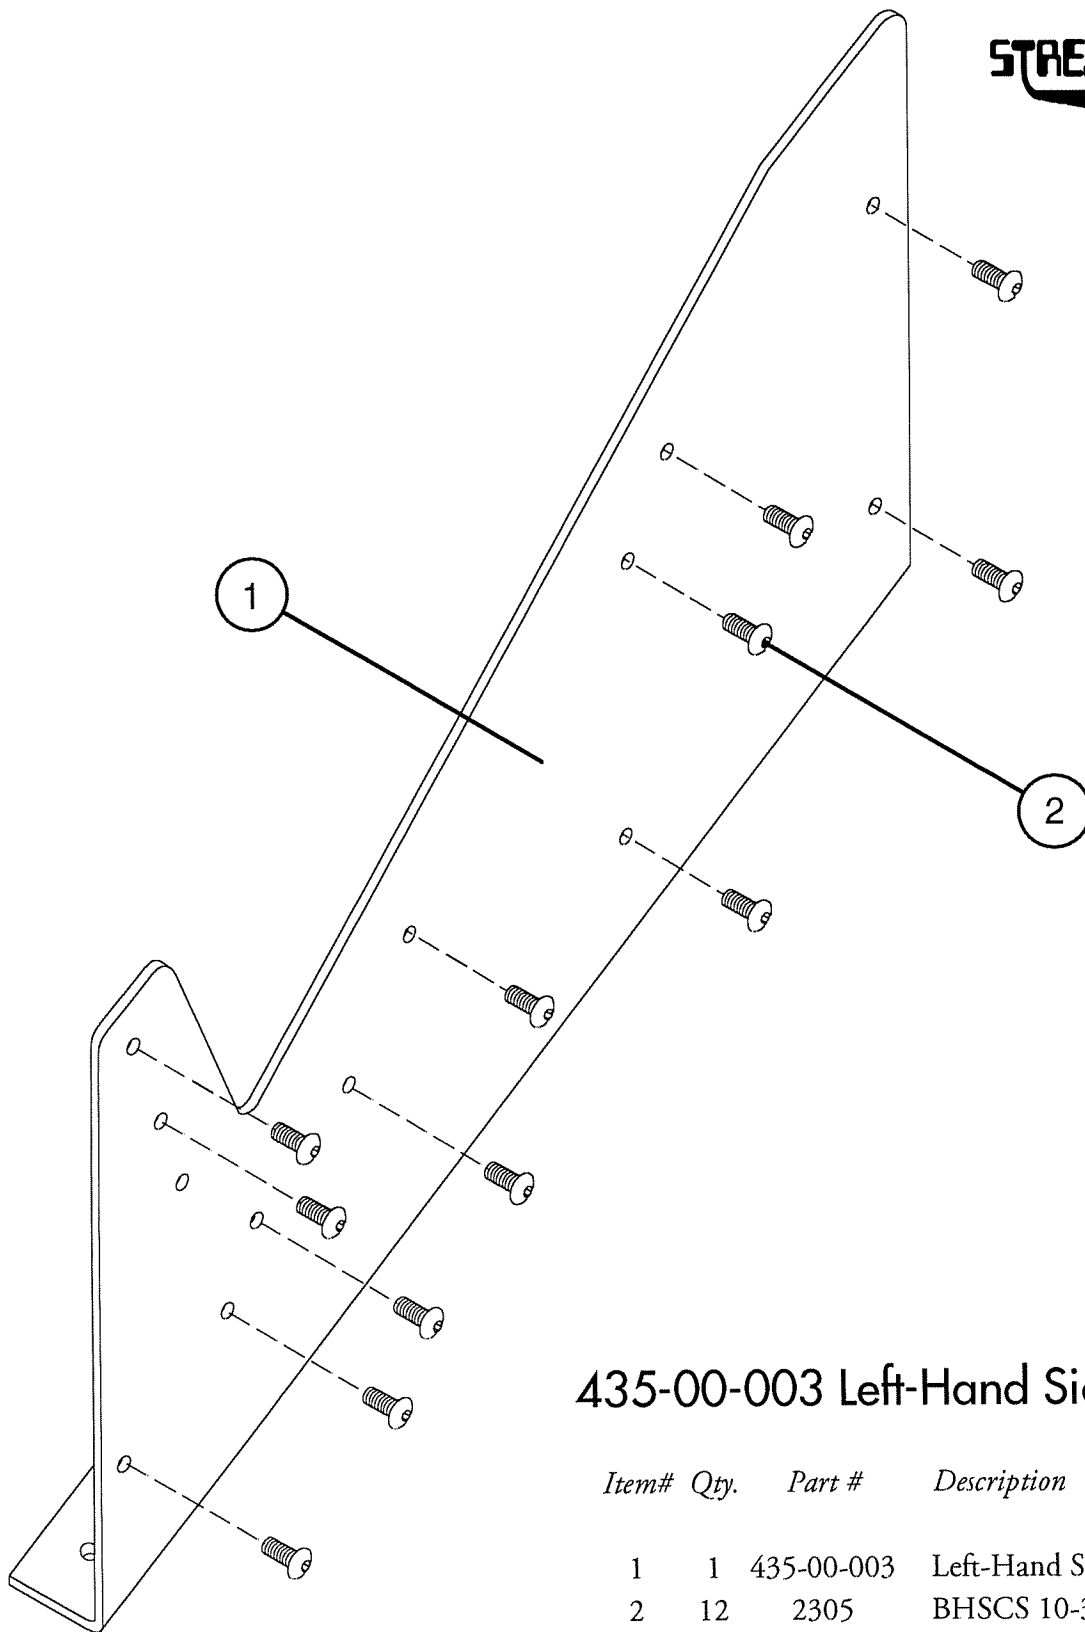 STRE
1
2
435-00-003 Left-Hand Si
Item# Qty. Part # Description
1 1 435-00-003 Left-Hand S
2 12 2305 BHSCS 10-3